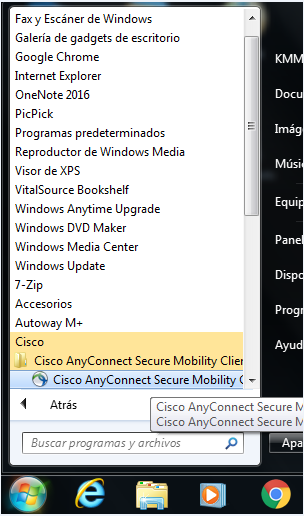 Fax y Escáner de Windows
Galería de gadgets de escritorio
Google Chrome
Internet Explorer
OneNote 2016
PicPick
Programas predeterminados
Reproductor de Windows Media
Visor de XPS
VitalSource Bookshelf
Windows Anytime Upgrade
Windows DVD Maker
Windows Media Center
Windows Update
7-Zip
Accesorios
Autoway M+
Cisco
Cisco AnyConnect Secure Mobility Clien
Cisco AnyConnect Secure Mobility C
Atrás
Cisco AnyConnect Secure M
Cisco AnyConnect Secure M
Buscar programas y archivos
KMM
Docu
Imág
Músi
Equip
Panel
Dispo
Progr
Ayud
Apa